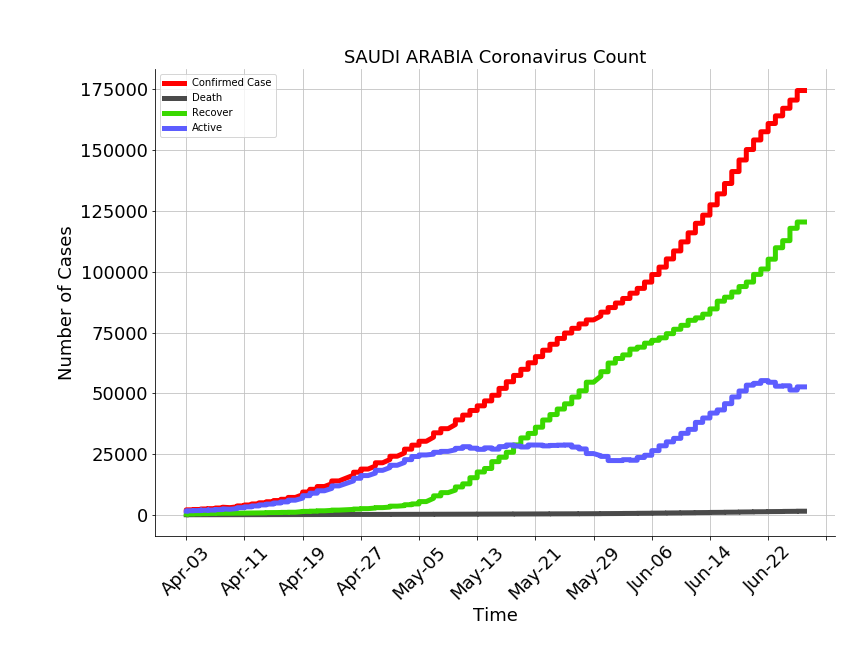 SAUDI ARABIA Coronavirus Count
Confirmed Case
Death
Recover
Active
Number of Cases
175000
150000
125000
100000
75000
50000
25000
0
Apr-03
Apr-11
Apr-19
Apr-27
May-05
May-13
May-21
May-29
Jun-06
Jun-14
Jun-22
Time